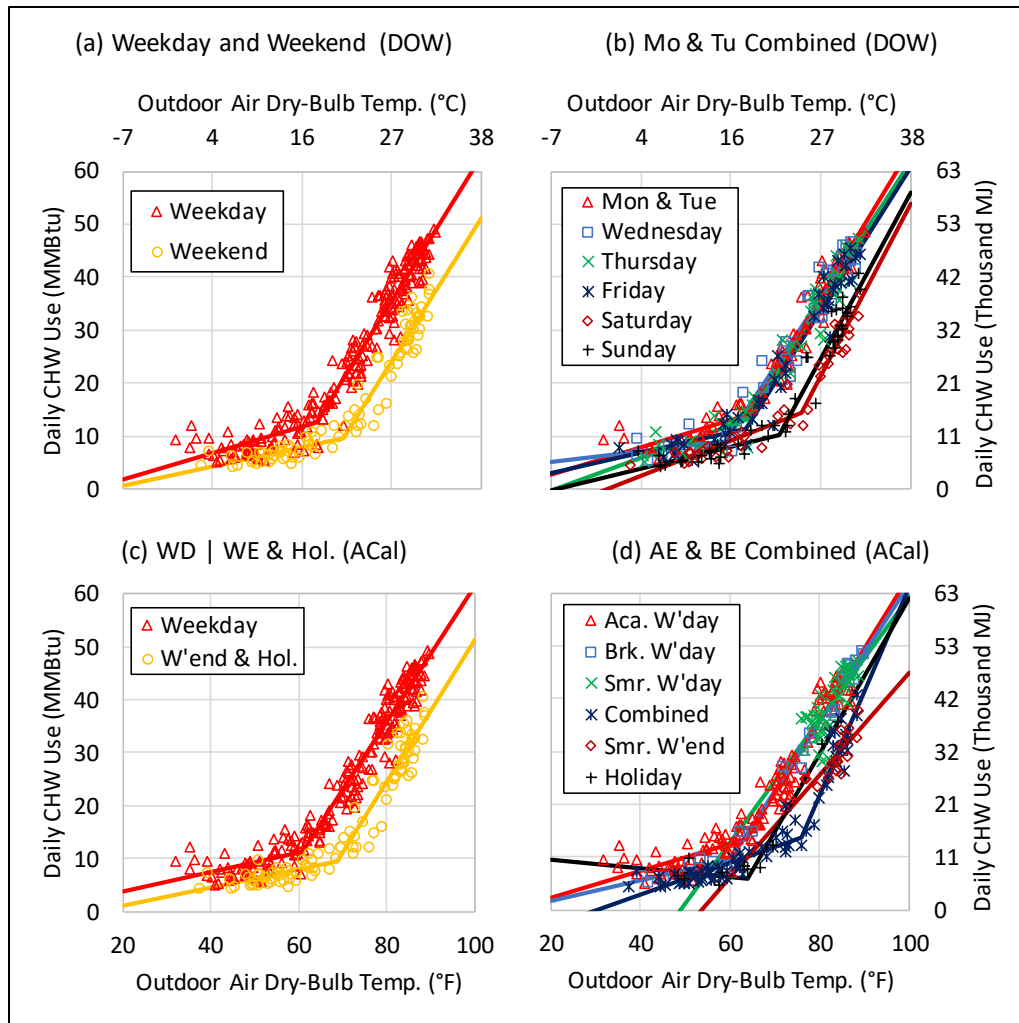 (a) Weekday and Weekend (DOW)
(b) Mo & Tu Combined (DOW)
Outdoor Air Dry-Bulb Temp. (°C)
Outdoor Air Dry-Bulb Temp. (°C)
-7 4 16 27 38
-7 4 16 27 38
Daily CHW Use (MMBtu)
60
50
40
30
20
10
0
Weekday
Weekend
Mon & Tue
Wednesday
Thursday
Friday
Saturday
Sunday
63
53
42
32
21
11
0
Daily CHW Use (Thousand MJ)
(c) WD | WE & Hol. (ACal)
(d) AE & BE Combined (ACal)
Daily CHW Use (MMBtu)
60
50
40
30
20
10
0
Weekday
W'end & Hol.
Aca. W'day
Brk. W'day
Smr. W'day
Combined
Smr. W'end
Holiday
63
53
42
32
21
11
0
Daily CHW Use (Thousand MJ)
20 40 60 80 100
20 40 60 80 100
Outdoor Air Dry-Bulb Temp. (°F)
Outdoor Air Dry-Bulb Temp. (°F)